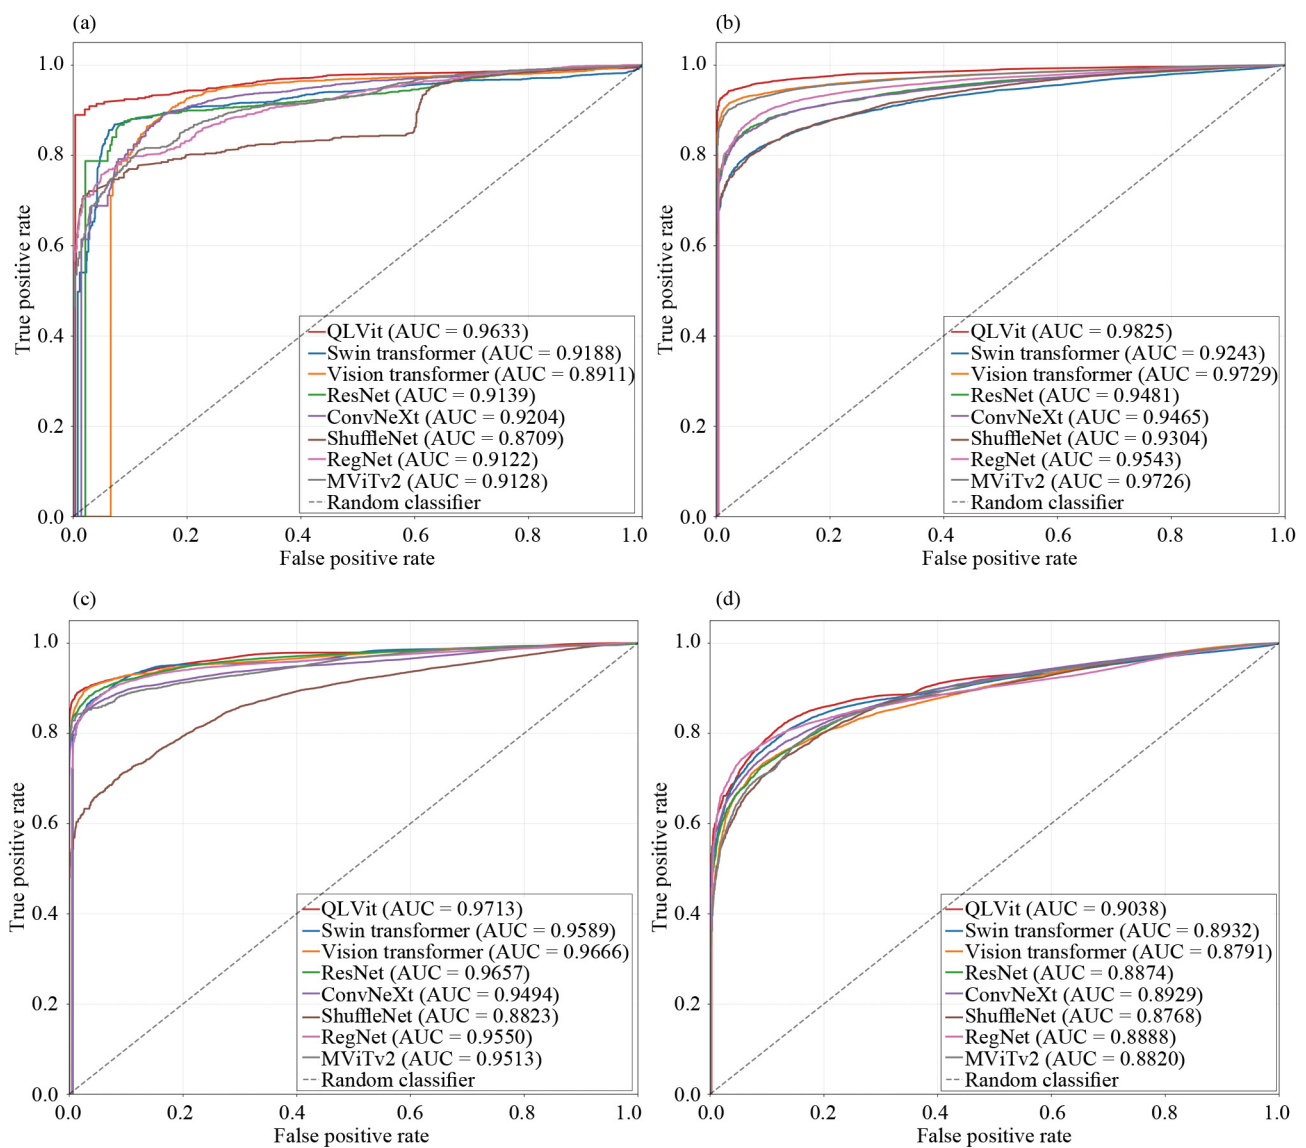 (a)
1.0
0.8
0.6
0.4
0.2
0.0
True positive rate
QLVit (AUC = 0.9633)
Swin transformer (AUC = 0.9188)
Vision transformer (AUC = 0.8911)
ResNet (AUC = 0.9139)
ConvNeXt (AUC = 0.9204)
ShuffleNet (AUC = 0.8709)
RegNet (AUC = 0.9122)
MViTv2 (AUC = 0.9128)
Random classifier
0.0 0.2 0.4 0.6 0.8 1.0
False positive rate
(b)
1.0
0.8
0.6
0.4
0.2
0.0
True positive rate
QLVit (AUC = 0.9825)
Swin transformer (AUC = 0.9243)
Vision transformer (AUC = 0.9729)
ResNet (AUC = 0.9481)
ConvNeXt (AUC = 0.9465)
ShuffleNet (AUC = 0.9304)
RegNet (AUC = 0.9543)
MViTv2 (AUC = 0.9726)
Random classifier
0.0 0.2 0.4 0.6 0.8 1.0
False positive rate
(c)
1.0
0.8
0.6
0.4
0.2
0.0
True positive rate
QLVit (AUC = 0.9713)
Swin transformer (AUC = 0.9589)
Vision transformer (AUC = 0.9666)
ResNet (AUC = 0.9657)
ConvNeXt (AUC = 0.9494)
ShuffleNet (AUC = 0.8823)
RegNet (AUC = 0.9550)
MViTv2 (AUC = 0.9513)
Random classifier
0.0 0.2 0.4 0.6 0.8 1.0
False positive rate
(d)
1.0
0.8
0.6
0.4
0.2
0.0
True positive rate
QLVit (AUC = 0.9038)
Swin transformer (AUC = 0.8932)
Vision transformer (AUC = 0.8791)
ResNet (AUC = 0.8874)
ConvNeXt (AUC = 0.8929)
ShuffleNet (AUC = 0.8768)
RegNet (AUC = 0.8888)
MViTv2 (AUC = 0.8820)
Random classifier
0.0 0.2 0.4 0.6 0.8 1.0
False positive rate